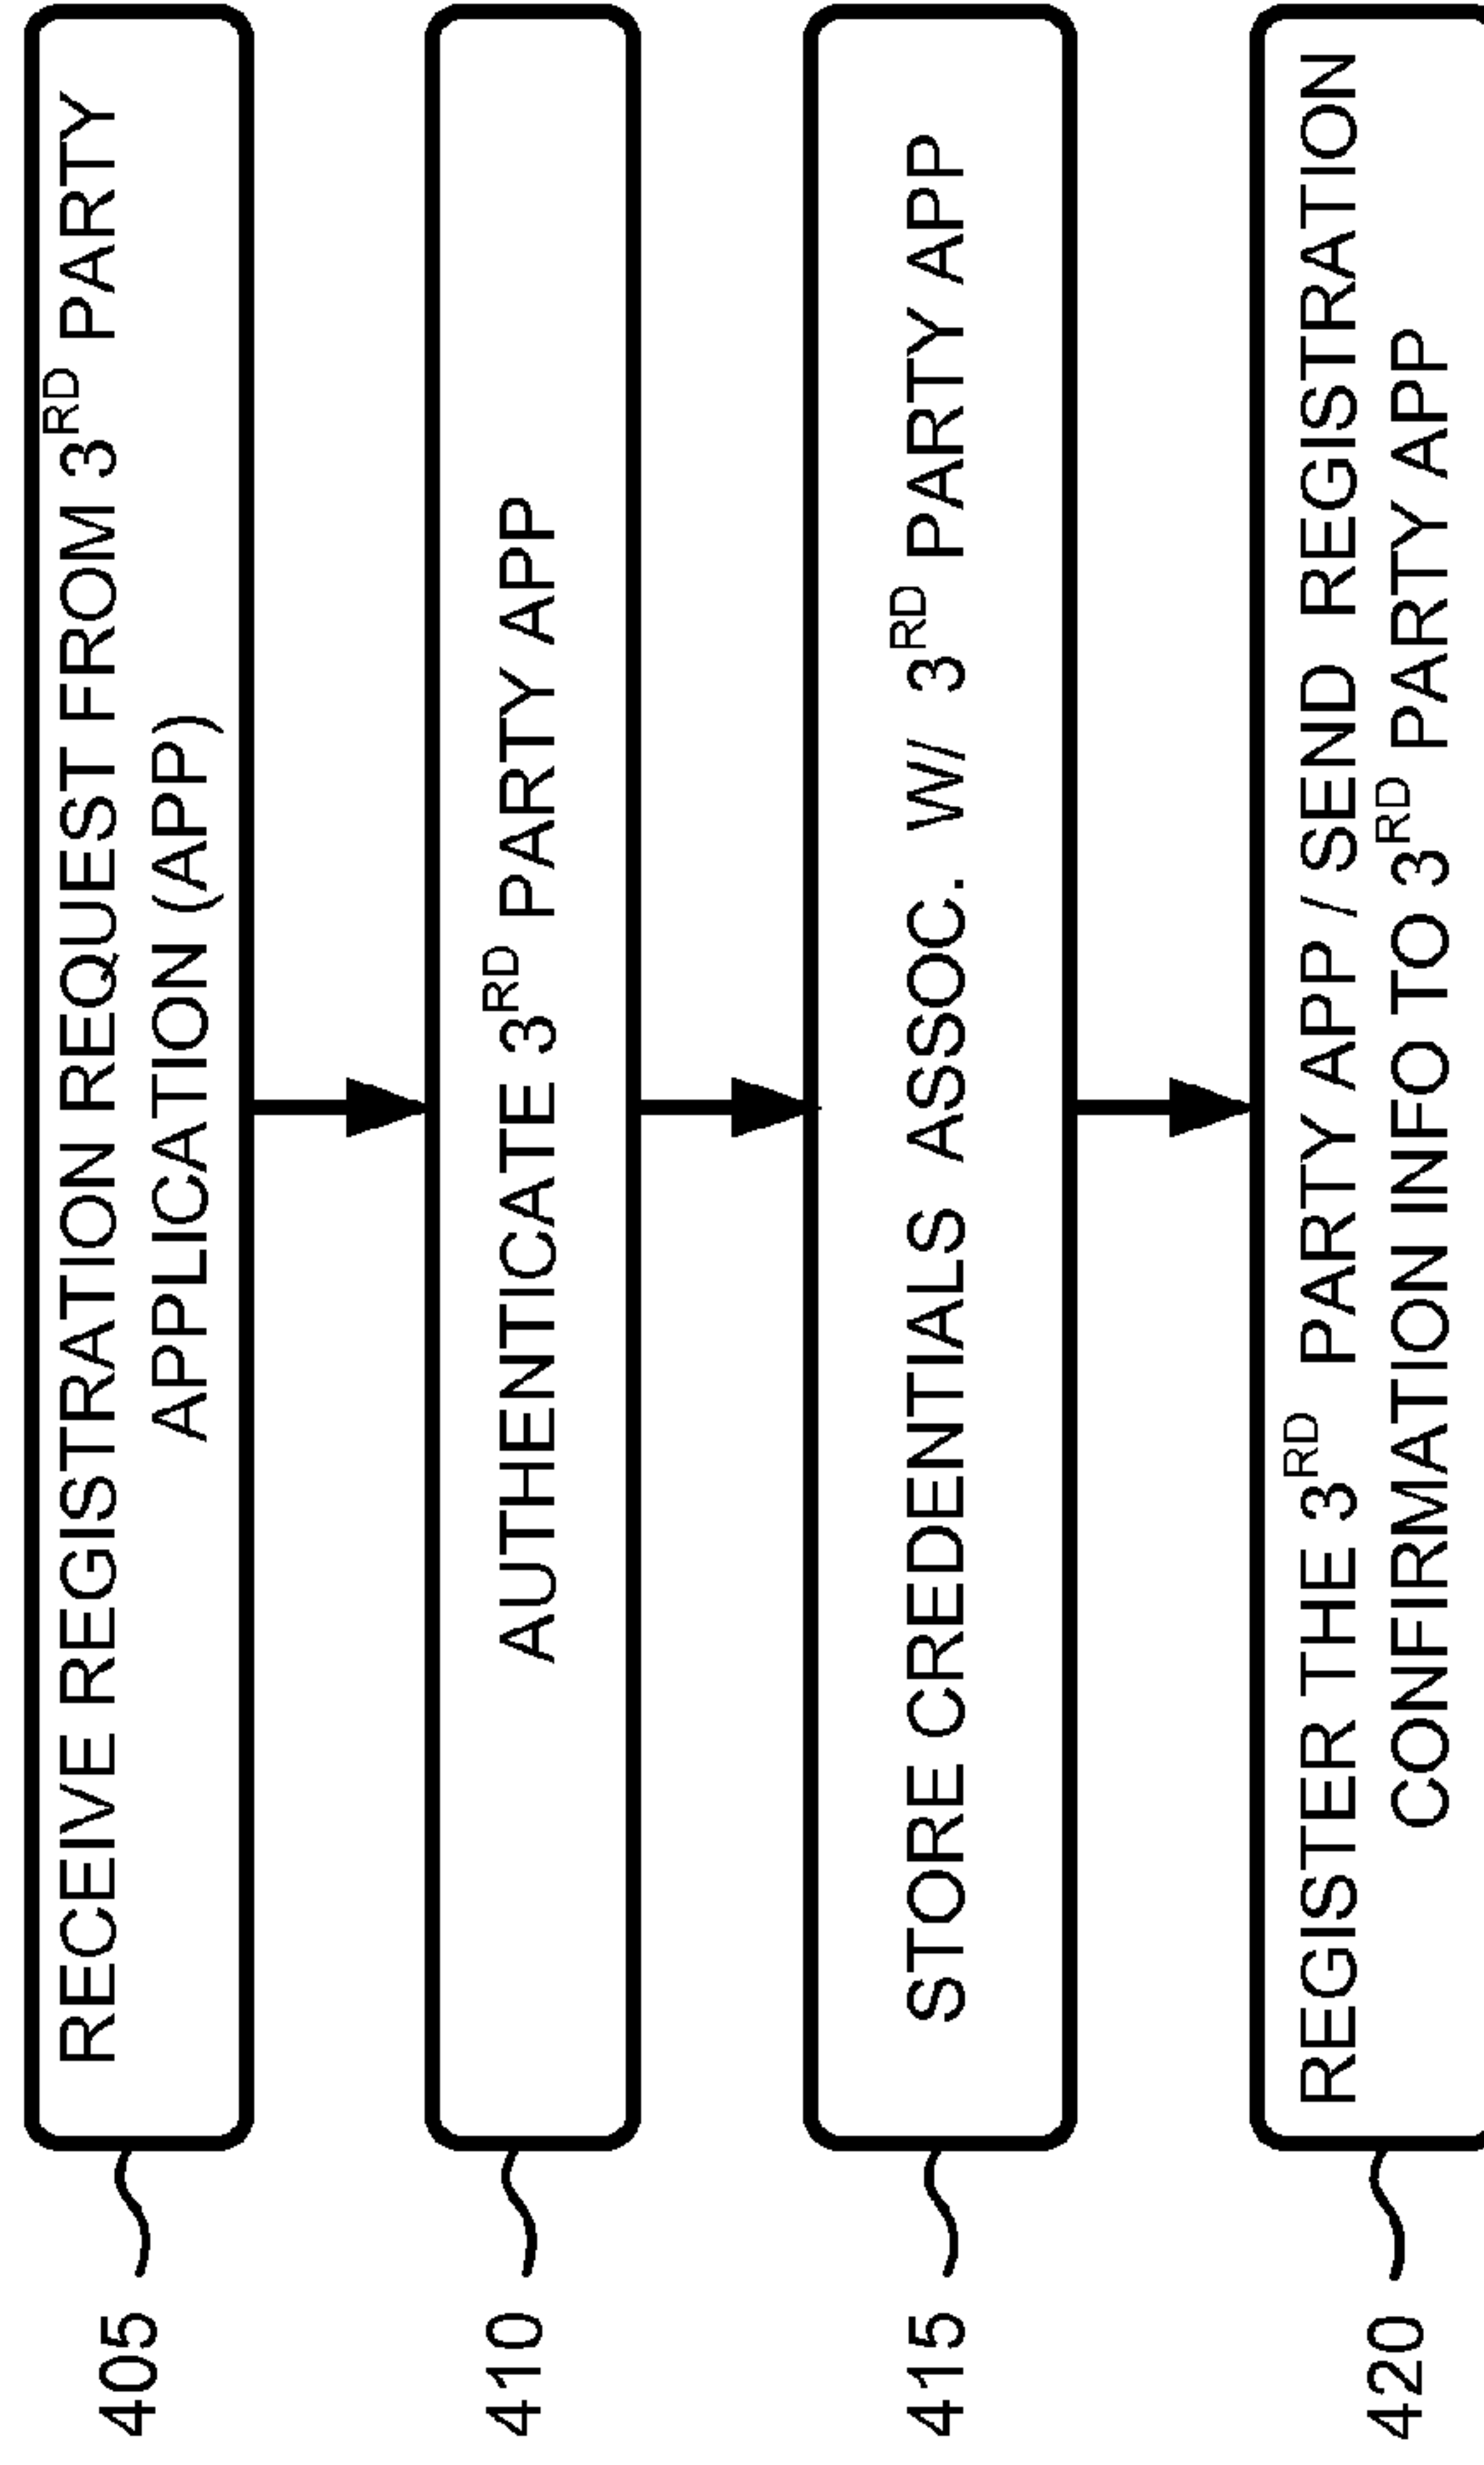 405
RECEIVE REGISTRATION REQUEST FROM 3RD PARTY
APPLICATION (APP)
410
AUTHENTICATE 3RD PARTY APP
415
STORE CREDENTIALS ASSOC. W/ 3RD PARTY APP
420
REGISTER THE 3RD PARTY APP / SEND REGISTRATION
CONFIRMATION INFO TO 3RD PARTY APP